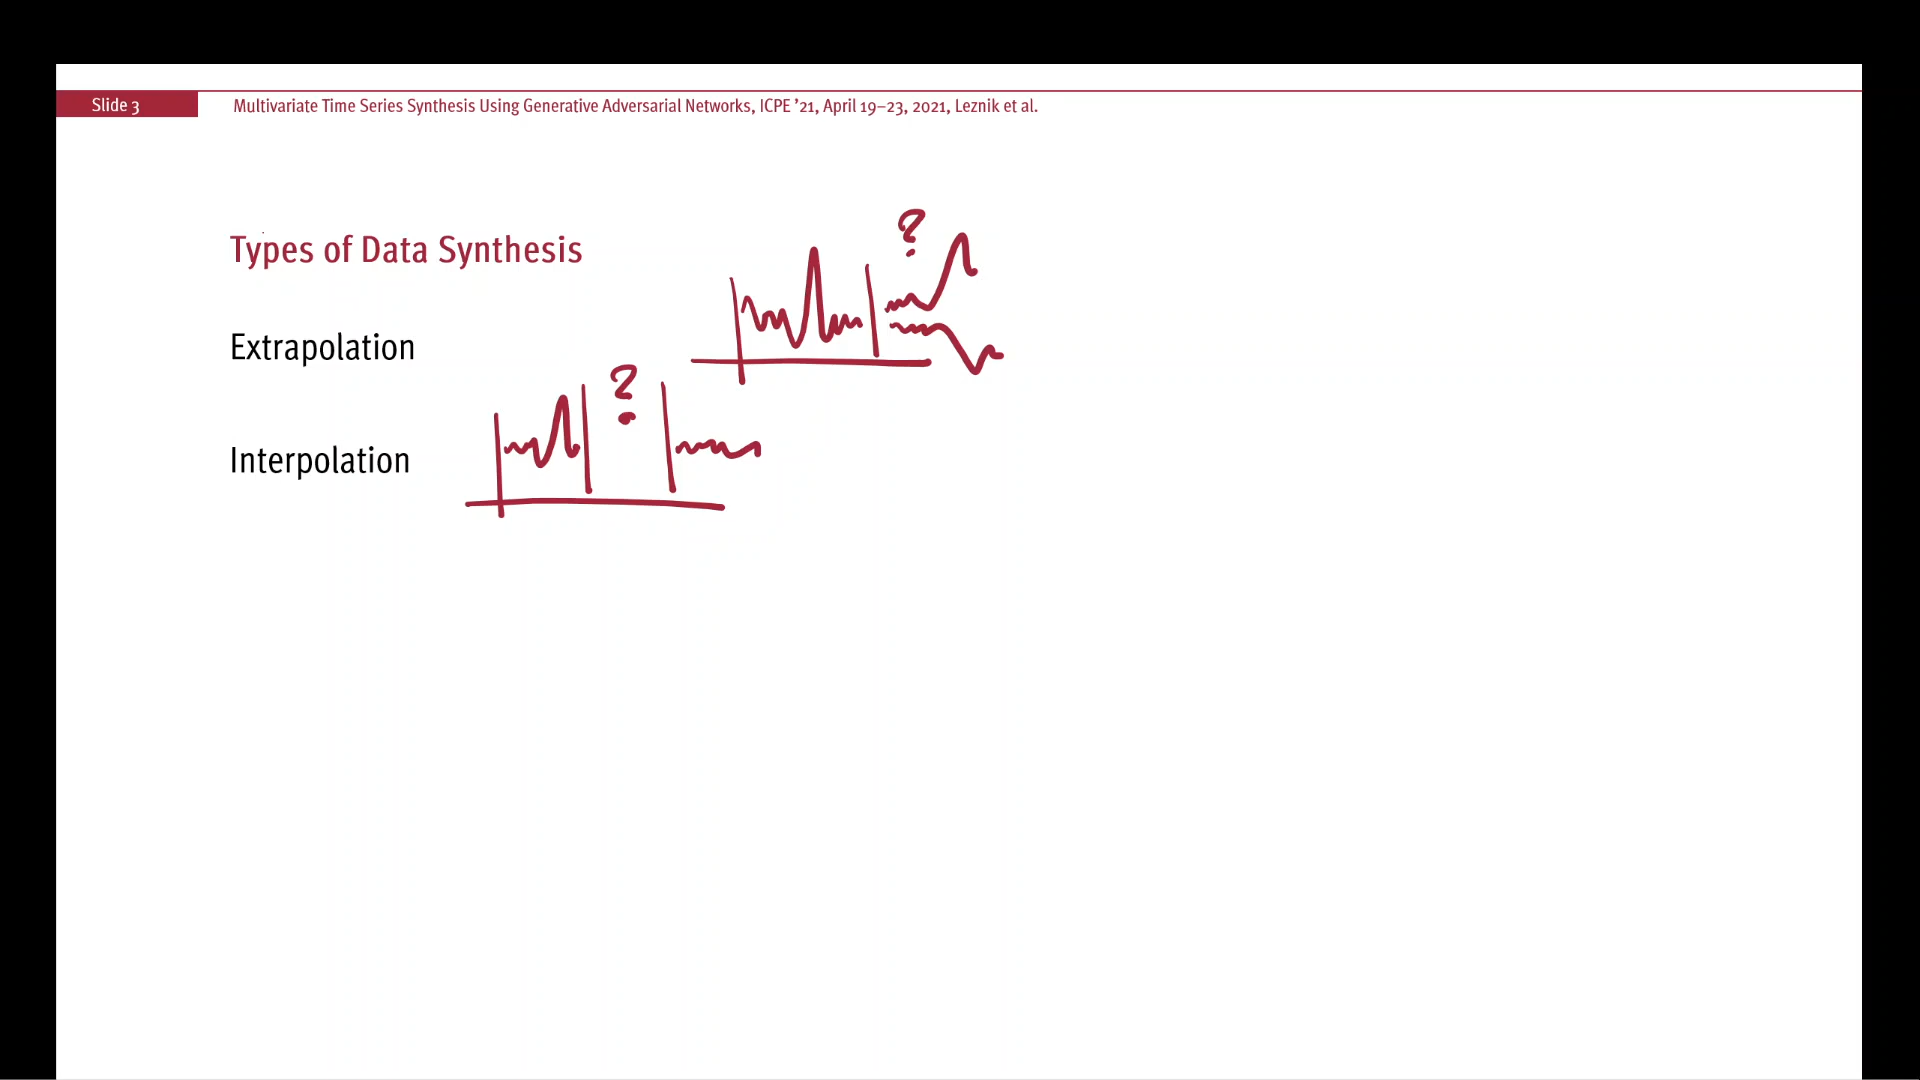 Slide 3
Multivariate Time Series Synthesis Using Generative Adversarial Networks, ICPE ’21, April 19–23, 2021, Leznik et al.
Types of Data Synthesis
?
Extrapolation
?
Interpolation